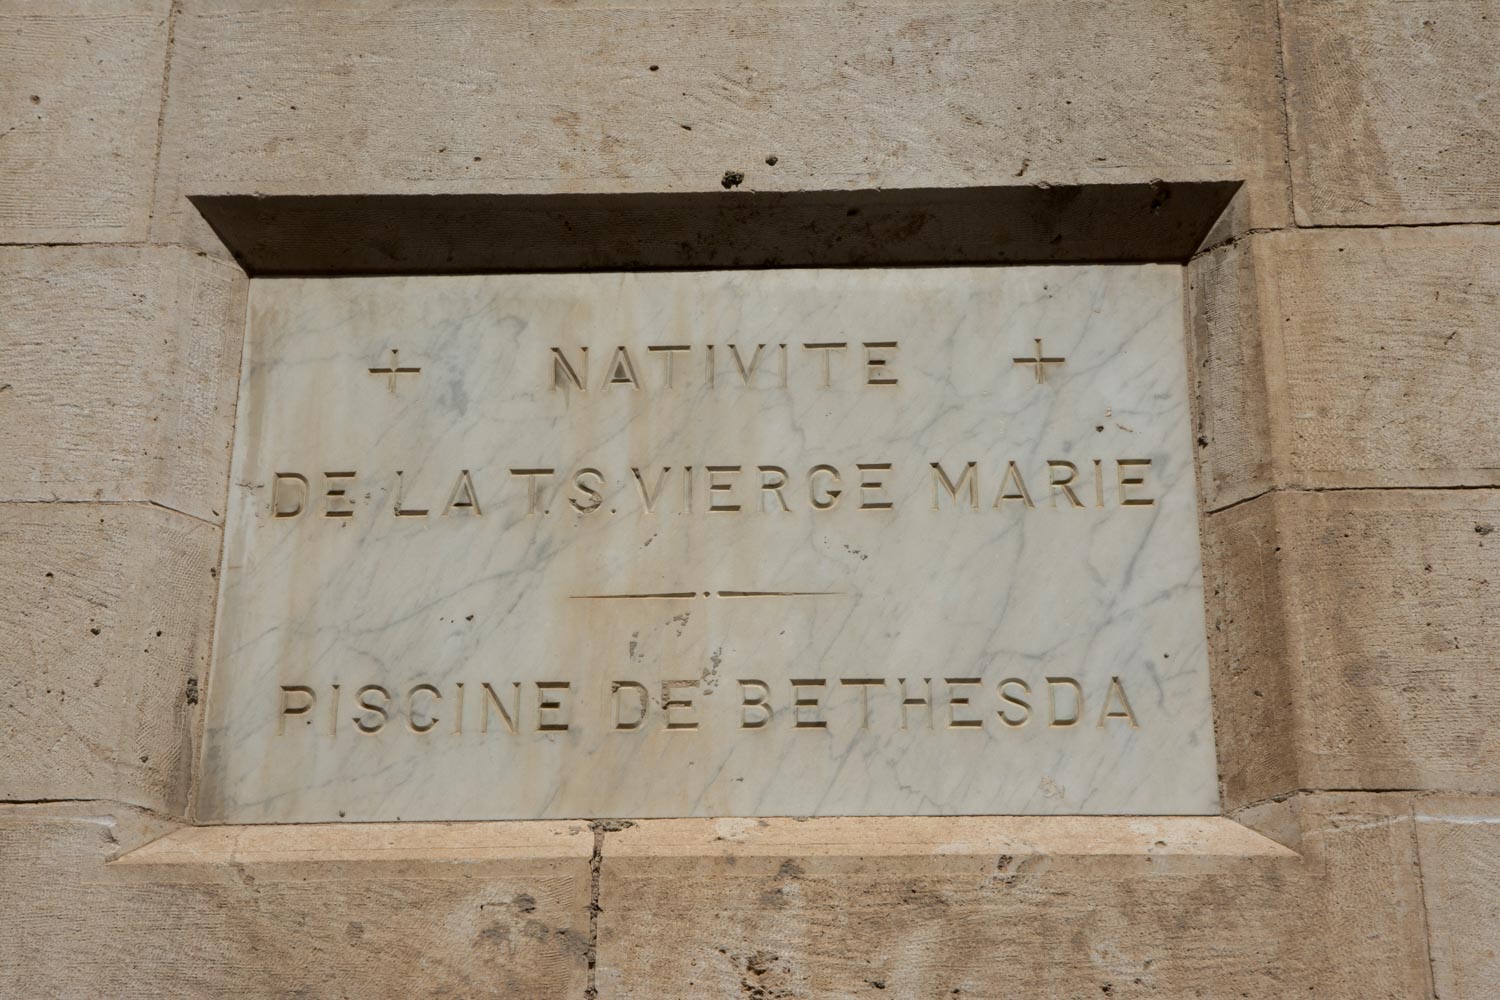 + NATIVITE +
DE LA T.S. VIERGE MARIE
PISCINE DE BETHESDA